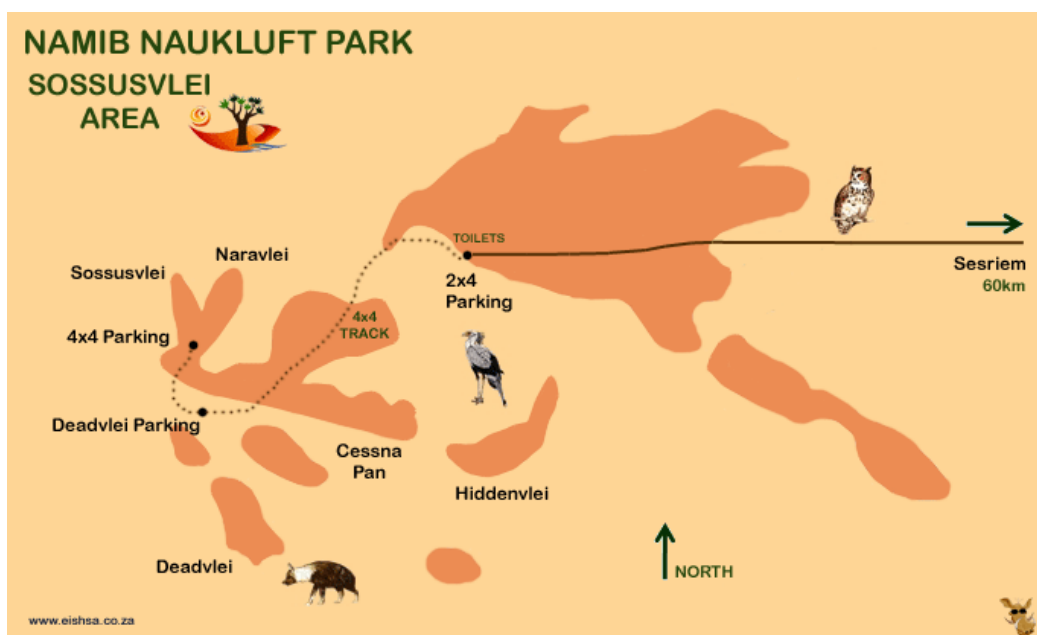 NAMIB NAUKLUFT PARK
SOSSUSVLEI
AREA
TOILETS
Naravlei
Sossusvlei
Sesriem
60km
2x4
Parking
4x4
TRACK
4x4 Parking
Deadvlei Parking
Cessna
Pan
Hiddenvlei
Deadvlei
NORTH
www.eishsa.co.za